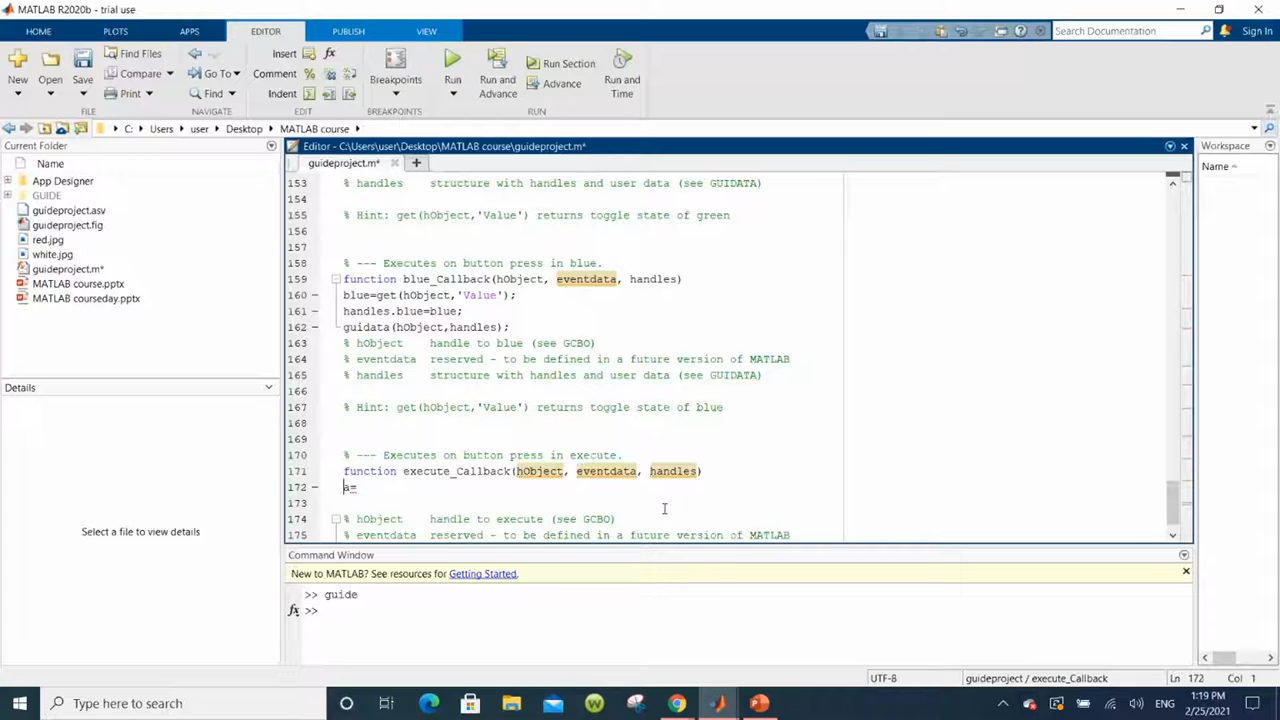 MATLAB R2020b - trial use
HOME PLOTS APPS EDITOR PUBLISH VIEW
Search Documentation
Sign In
New Open Save
Find Files
Compare
Print
Go To
Find
Insert fx
Comment %
Indent
Breakpoints
Run
Run and Advance
Run Section
Advance
Run and Time
FILE NAVIGATE EDIT BREAKPOINTS RUN
C: Users user Desktop MATLAB course
Current Folder
Name
App Designer
GUIDE
guideproject.asv
guideproject.fig
red.jpg
white.jpg
guideproject.m*
MATLAB course.pptx
MATLAB courseday.pptx
Details
Select a file to view details
Editor - C:\Users\user\Desktop\MATLAB course\guideproject.m*
guideproject.m*
153 % handles    structure with handles and user data (see GUIDATA)
154
155 % Hint: get(hObject,'Value') returns toggle state of green
156
157
158 % --- Executes on button press in blue.
159 function blue_Callback(hObject, eventdata, handles)
160 blue=get(hObject,'Value');
161 handles.blue=blue;
162 guidata(hObject,handles);
163 % hObject    handle to blue (see GCBO)
164 % eventdata  reserved - to be defined in a future version of MATLAB
165 % handles    structure with handles and user data (see GUIDATA)
166
167 % Hint: get(hObject,'Value') returns toggle state of blue
168
169
170 % --- Executes on button press in execute.
171 function execute_Callback(hObject, eventdata, handles)
172 a=
173
174 % hObject    handle to execute (see GCBO)
175 % eventdata  reserved - to be defined in a future version of MATLAB
Command Window
New to MATLAB? See resources for Getting Started.
>> guide
fx >>
Workspace
Name
UTF-8
guideproject / execute_Callback
Ln 172 Col 1
Type here to search
ENG
1:19 PM
2/25/2021